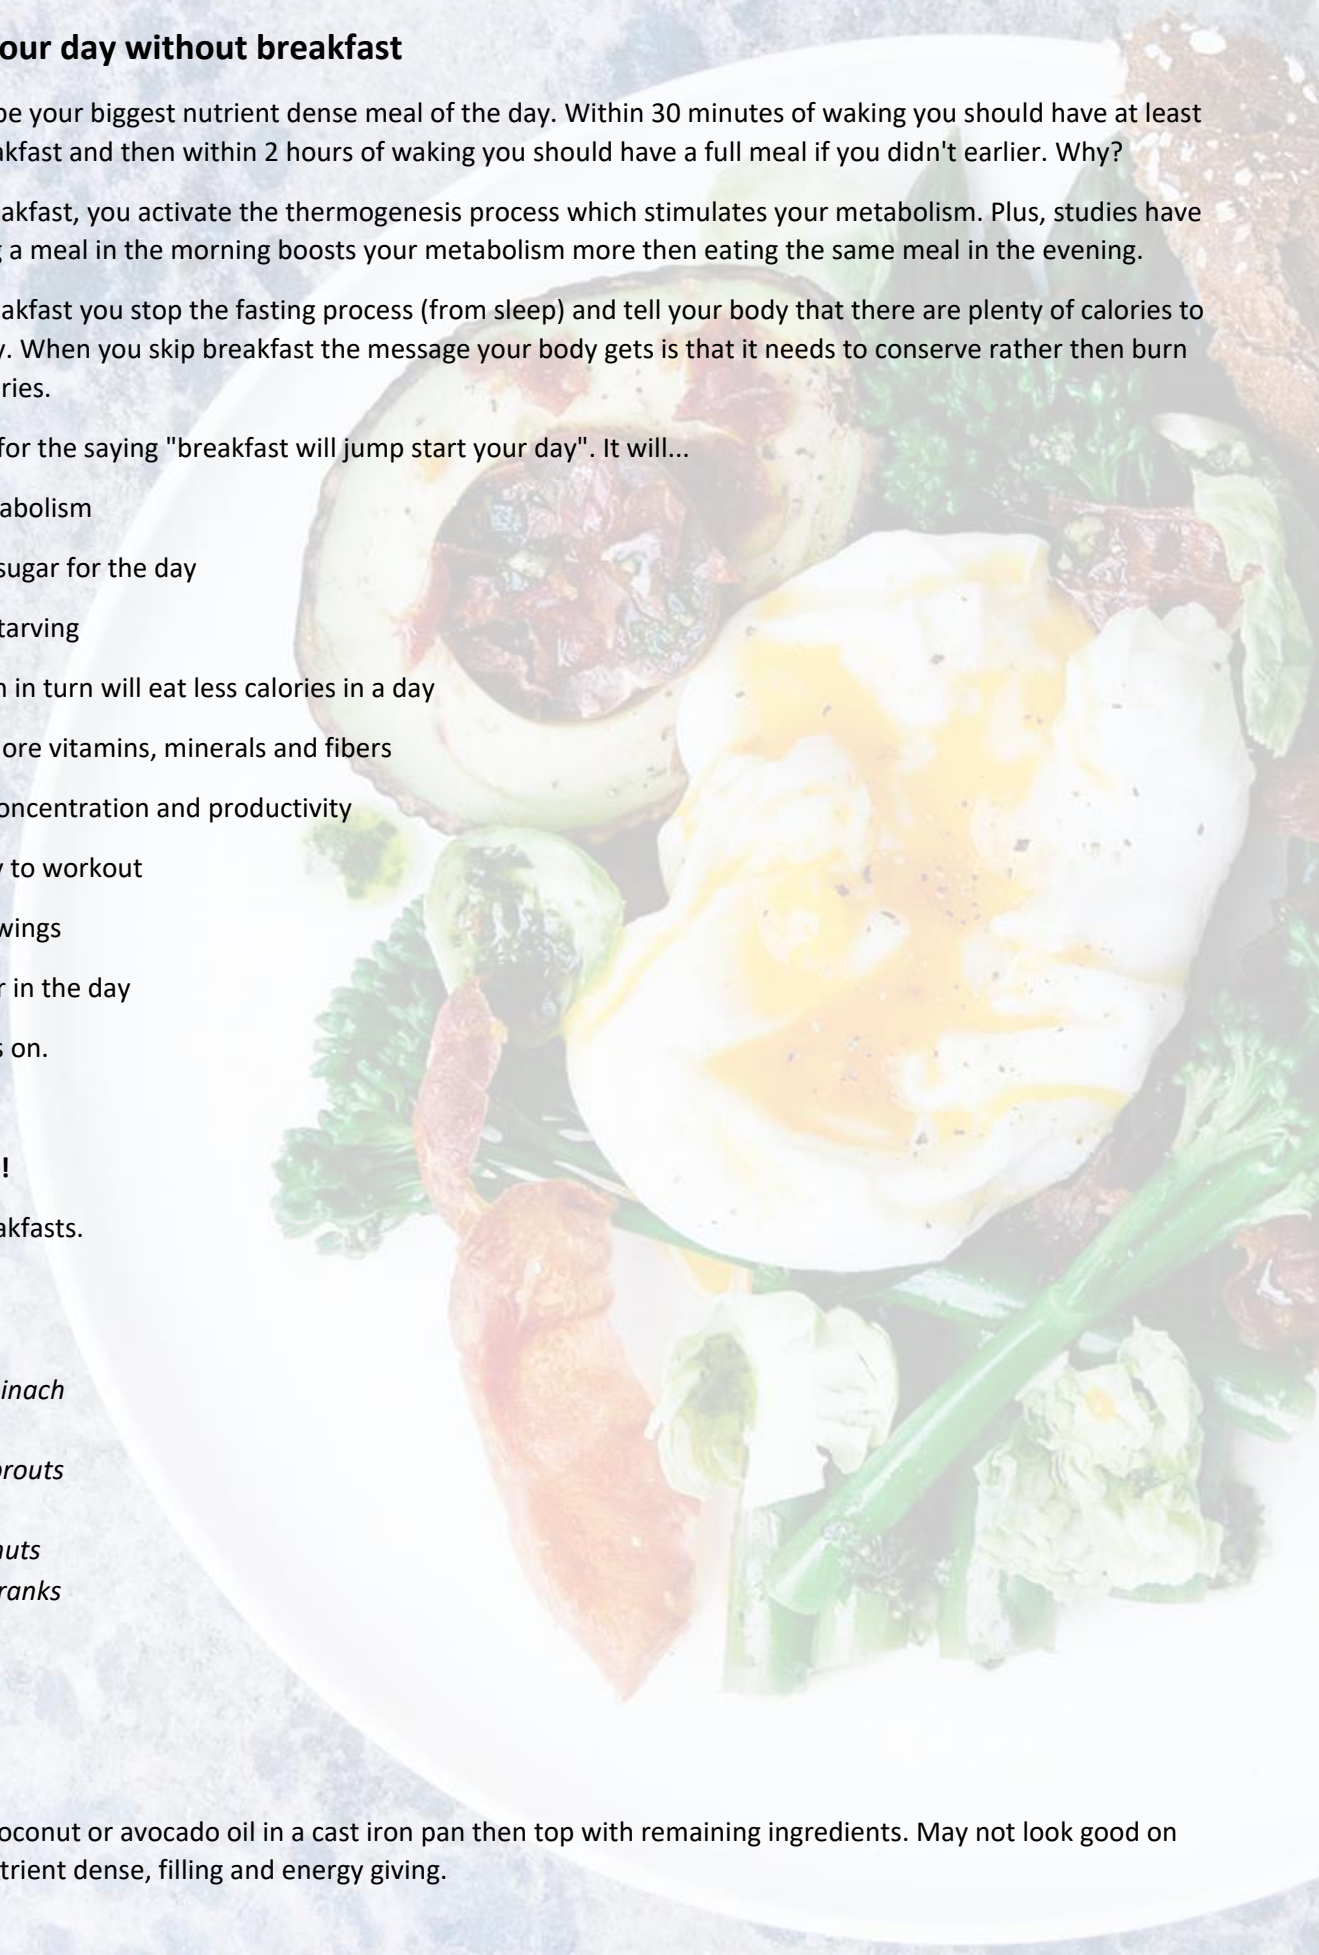 our day without breakfast
be your biggest nutrient dense meal of the day. Within 30 minutes of waking you should have at least
akfast and then within 2 hours of waking you should have a full meal if you didn't earlier. Why?
akfast, you activate the thermogenesis process which stimulates your metabolism. Plus, studies have
g a meal in the morning boosts your metabolism more then eating the same meal in the evening.
akfast you stop the fasting process (from sleep) and tell your body that there are plenty of calories to
y. When you skip breakfast the message your body gets is that it needs to conserve rather then burn
ries.
for the saying "breakfast will jump start your day". It will...
abolism
sugar for the day
tarving
h in turn will eat less calories in a day
ore vitamins, minerals and fibers
oncentration and productivity
y to workout
wings
r in the day
s on.
!
akfasts.
inach
prouts
nuts
ranks
oconut or avocado oil in a cast iron pan then top with remaining ingredients. May not look good on
trient dense, filling and energy giving.